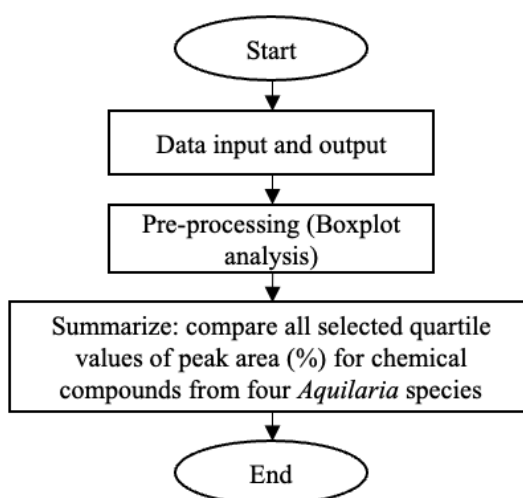 Start
Data input and output
Pre-processing (Boxplot
analysis)
Summarize: compare all selected quartile
values of peak area (%) for chemical
compounds from four Aquilaria species
End